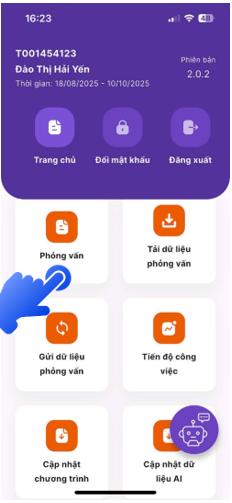 16:23
48
T001454123
Đào Thị Hải Yến
Thời gian: 18/08/2025 - 10/10/2025
Phiên bản
2.0.2
Trang chủ
Đổi mật khẩu
Đăng xuất
Phỏng vấn
Tải dữ liệu
phỏng vấn
Gửi dữ liệu
phỏng vấn
Tiến độ công
việc
Cập nhật
chương trình
Cập nhật dữ
liệu AI